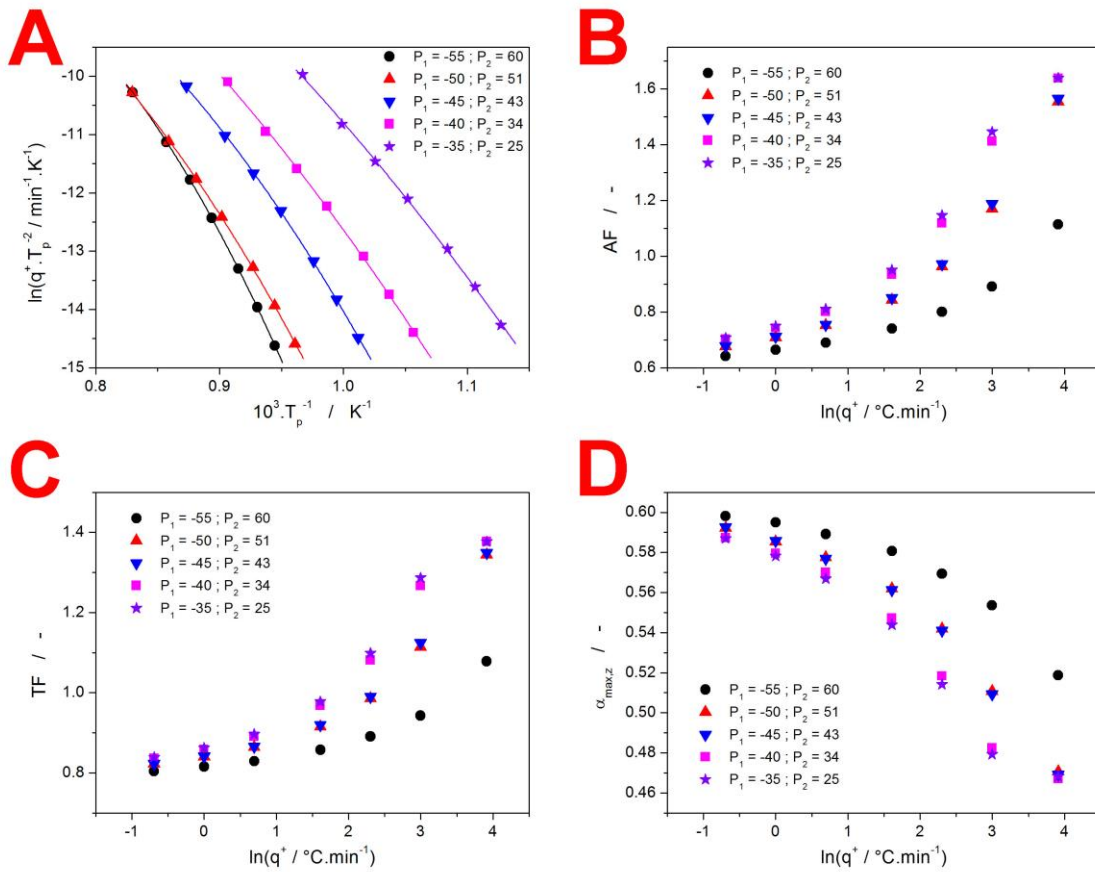 A
P₁ = -55 ; P₂ = 60
P₁ = -50 ; P₂ = 51
P₁ = -45 ; P₂ = 43
P₁ = -40 ; P₂ = 34
P₁ = -35 ; P₂ = 25
ln(q⁺.Tₚ⁻² / min⁻¹.K⁻¹)
-10
-11
-12
-13
-14
-15
0.8 0.9 1.0 1.1
10³.Tₚ⁻¹ / K⁻¹
B
P₁ = -55 ; P₂ = 60
P₁ = -50 ; P₂ = 51
P₁ = -45 ; P₂ = 43
P₁ = -40 ; P₂ = 34
P₁ = -35 ; P₂ = 25
AF / -
1.6
1.4
1.2
1.0
0.8
0.6
-1 0 1 2 3 4
ln(q⁺ / °C.min⁻¹)
C
P₁ = -55 ; P₂ = 60
P₁ = -50 ; P₂ = 51
P₁ = -45 ; P₂ = 43
P₁ = -40 ; P₂ = 34
P₁ = -35 ; P₂ = 25
TF / -
1.4
1.2
1.0
0.8
-1 0 1 2 3 4
ln(q⁺ / °C.min⁻¹)
D
α max,z / -
0.60
0.58
0.56
0.54
0.52
0.50
0.48
0.46
P₁ = -55 ; P₂ = 60
P₁ = -50 ; P₂ = 51
P₁ = -45 ; P₂ = 43
P₁ = -40 ; P₂ = 34
P₁ = -35 ; P₂ = 25
-1 0 1 2 3 4
ln(q⁺ / °C.min⁻¹)